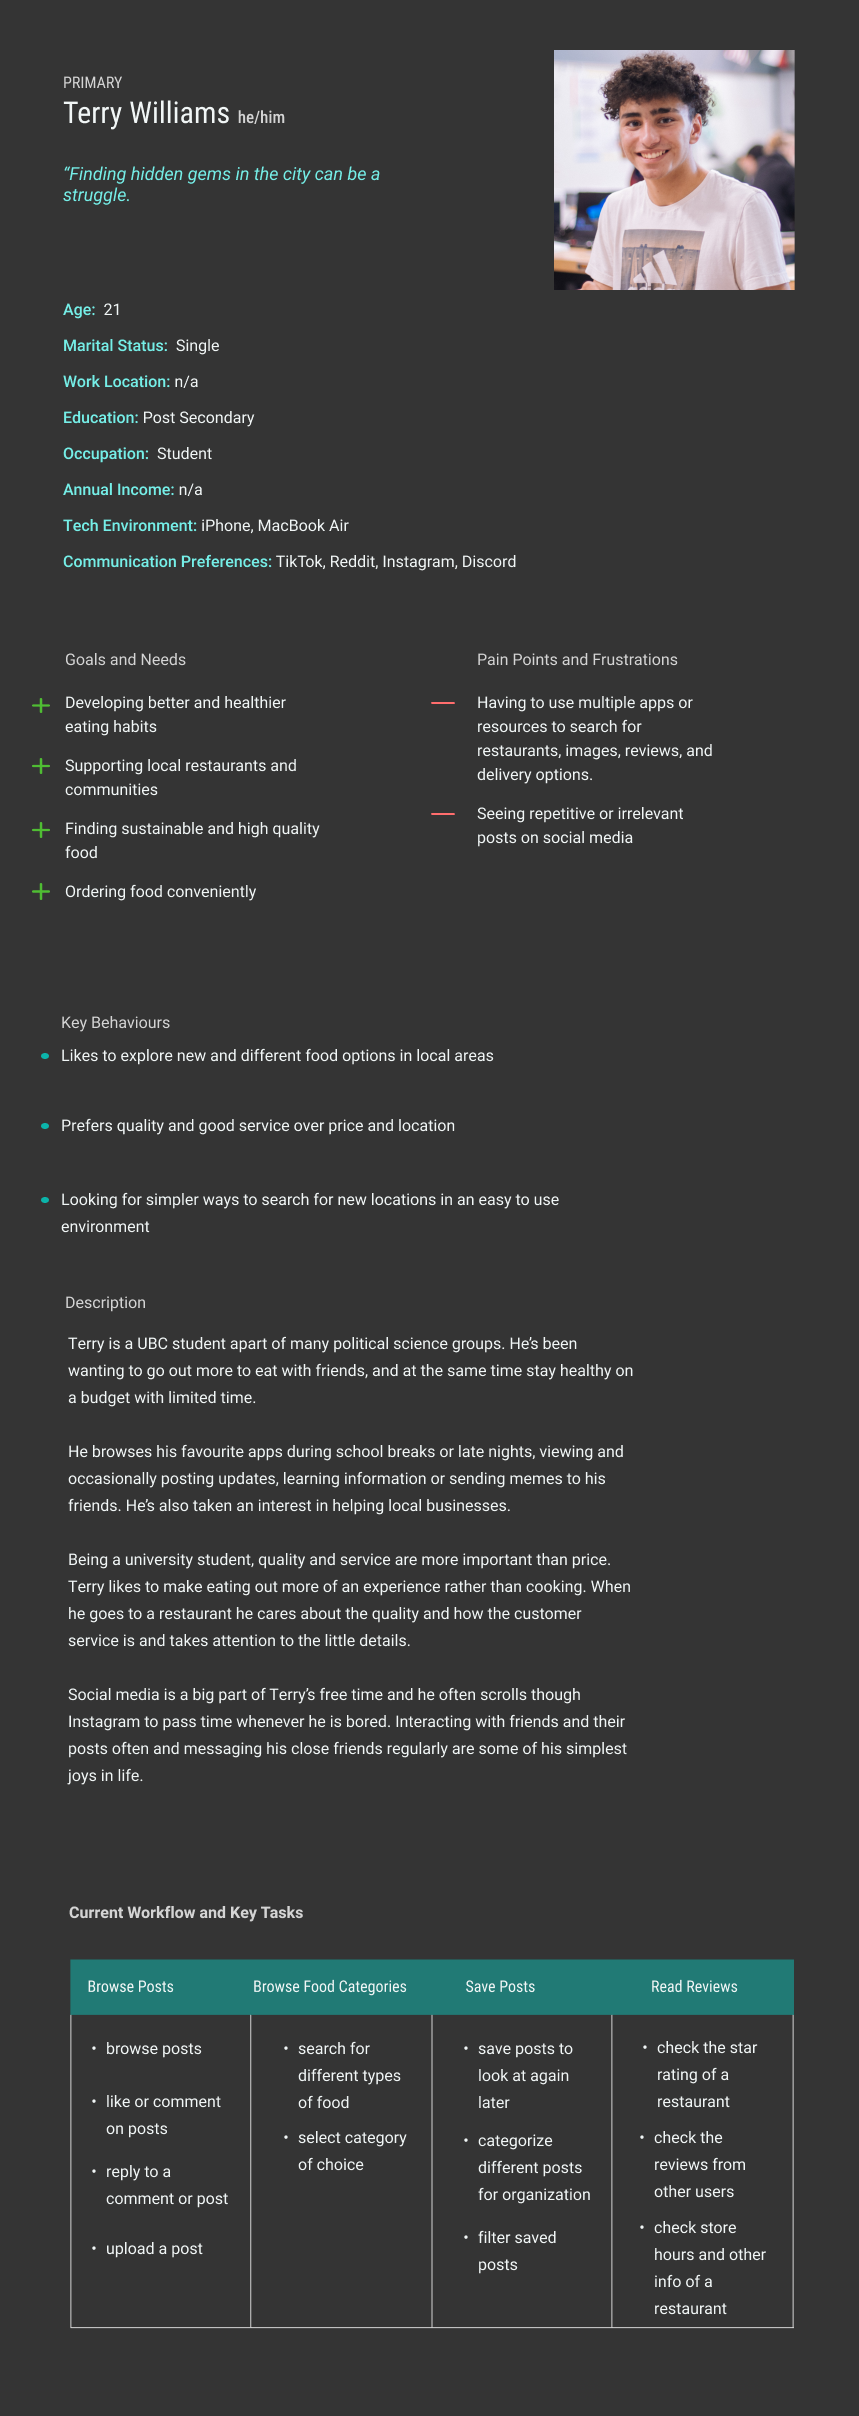 PRIMARY
Terry Williams he/him
“Finding hidden gems in the city can be a
struggle.
Age: 21
Marital Status: Single
Work Location: n/a
Education: Post Secondary
Occupation: Student
Annual Income: n/a
Tech Environment: iPhone, MacBook Air
Communication Preferences: TikTok, Reddit, Instagram, Discord
Goals and Needs
Developing better and healthier
eating habits
Supporting local restaurants and
communities
Finding sustainable and high quality
food
Ordering food conveniently
Pain Points and Frustrations
Having to use multiple apps or
resources to search for
restaurants, images, reviews, and
delivery options.
Seeing repetitive or irrelevant
posts on social media
Key Behaviours
• Likes to explore new and different food options in local areas
• Prefers quality and good service over price and location
• Looking for simpler ways to search for new locations in an easy to use
environment
Description
Terry is a UBC student apart of many political science groups. He’s been
wanting to go out more to eat with friends, and at the same time stay healthy on
a budget with limited time.
He browses his favourite apps during school breaks or late nights, viewing and
occasionally posting updates, learning information or sending memes to his
friends. He’s also taken an interest in helping local businesses.
Being a university student, quality and service are more important than price.
Terry likes to make eating out more of an experience rather than cooking. When
he goes to a restaurant he cares about the quality and how the customer
service is and takes attention to the little details.
Social media is a big part of Terry’s free time and he often scrolls though
Instagram to pass time whenever he is bored. Interacting with friends and their
posts often and messaging his close friends regularly are some of his simplest
joys in life.
Current Workflow and Key Tasks
Browse Posts
• browse posts
• like or comment
on posts
• reply to a
comment or post
• upload a post
Browse Food Categories
• search for
different types
of food
• select category
of choice
Save Posts
• save posts to
look at again
later
• categorize
different posts
for organization
• filter saved
posts
Read Reviews
• check the star
rating of a
restaurant
• check the
reviews from
other users
• check store
hours and other
info of a
restaurant